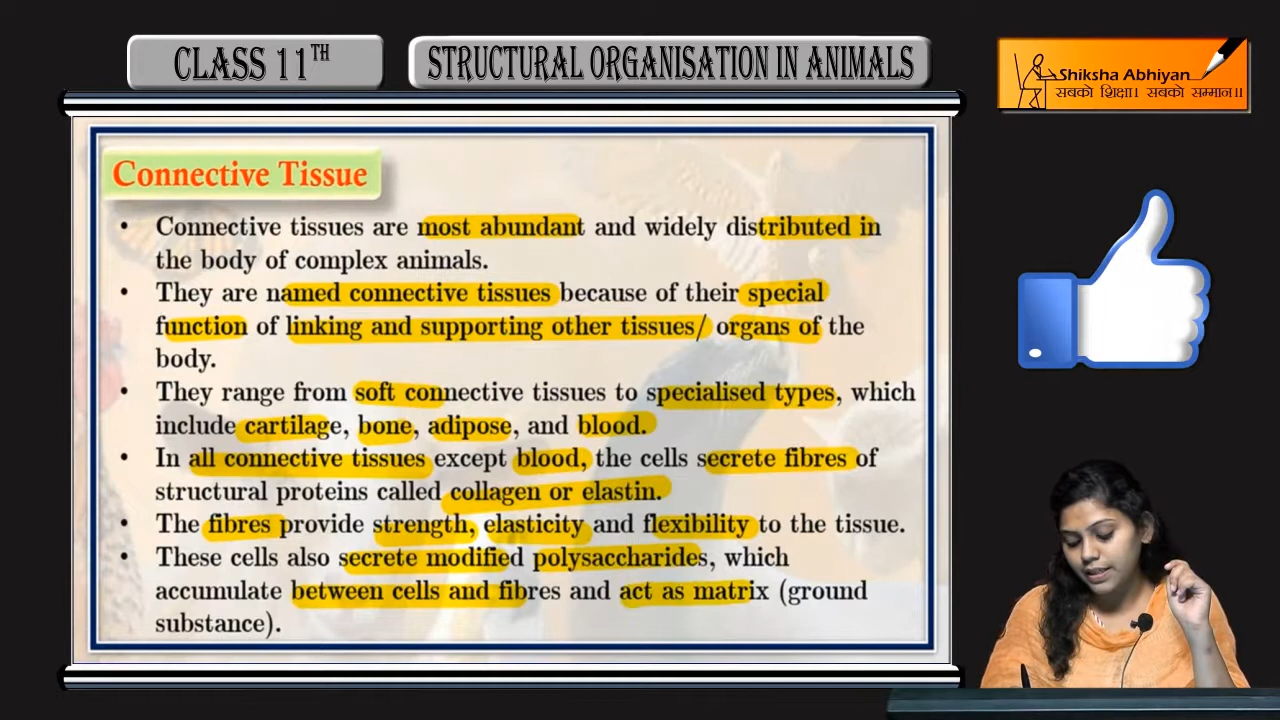 CLASS 11TH
STRUCTURAL ORGANISATION IN ANIMALS
Shiksha Abhiyan
सबको शिक्षा। सबको सम्मान।।
Connective Tissue
• Connective tissues are most abundant and widely distributed in
the body of complex animals.
• They are named connective tissues because of their special
function of linking and supporting other tissues/ organs of the
body.
• They range from soft connective tissues to specialised types, which
include cartilage, bone, adipose, and blood.
• In all connective tissues except blood, the cells secrete fibres of
structural proteins called collagen or elastin.
• The fibres provide strength, elasticity and flexibility to the tissue.
• These cells also secrete modified polysaccharides, which
accumulate between cells and fibres and act as matrix (ground
substance).